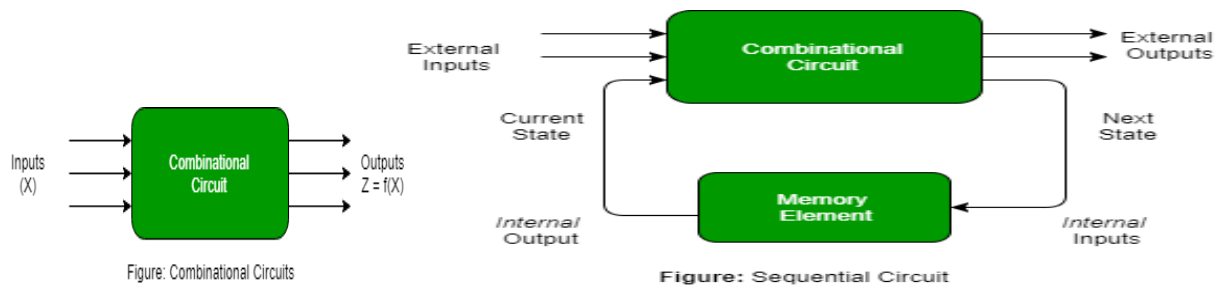 Inputs
(X)
Combinational
Circuit
Outputs
Z = f(X)
Figure: Combinational Circuits
External
Inputs
Combinational
Circuit
External
Outputs
Current
State
Next
State
Memory
Element
Internal
Output
Internal
Inputs
Figure: Sequential Circuit